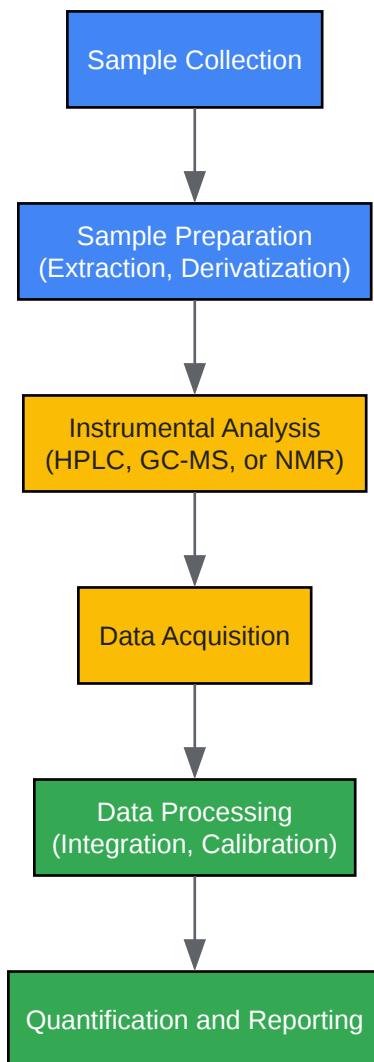 Sample Collection
Sample Preparation
(Extraction, Derivatization)
Instrumental Analysis
(HPLC, GC-MS, or NMR)
Data Acquisition
Data Processing
(Integration, Calibration)
Quantification and Reporting